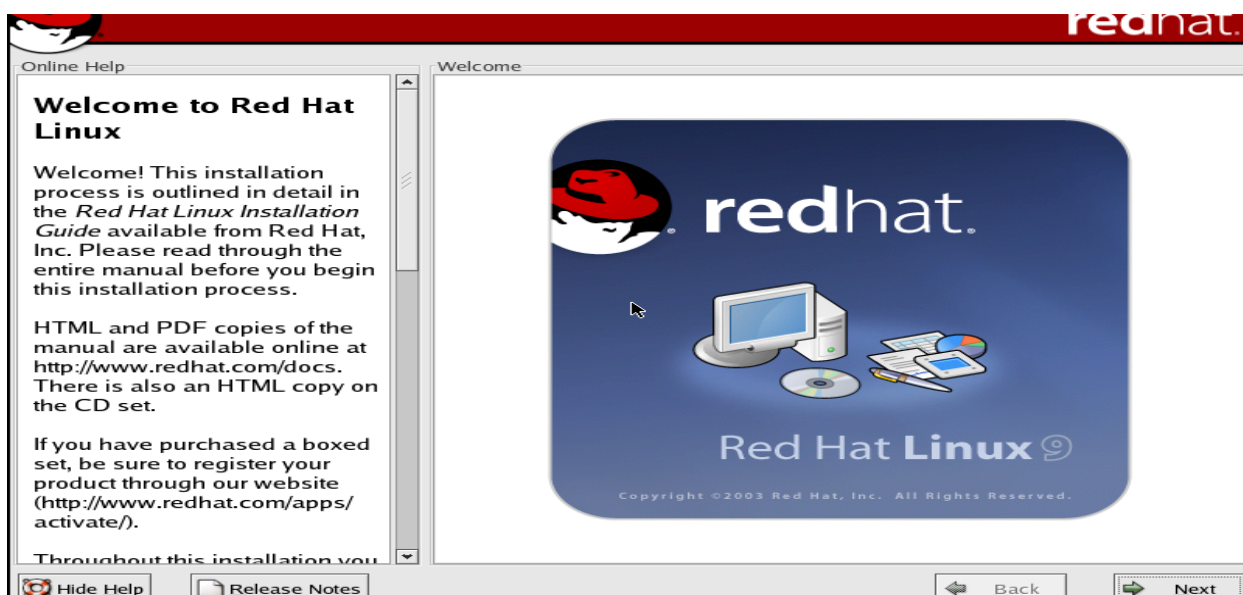 redhat.
Online Help
Welcome to Red Hat
Linux
Welcome! This installation
process is outlined in detail in
the Red Hat Linux Installation
Guide available from Red Hat,
Inc. Please read through the
entire manual before you begin
this installation process.
HTML and PDF copies of the
manual are available online at
http://www.redhat.com/docs.
There is also an HTML copy on
the CD set.
If you have purchased a boxed
set, be sure to register your
product through our website
(http://www.redhat.com/apps/
activate/).
Throughout this installation you
Welcome
redhat.
Red Hat Linux 9
Copyright ©2003 Red Hat, Inc. All Rights Reserved.
Hide Help
Release Notes
Back
Next